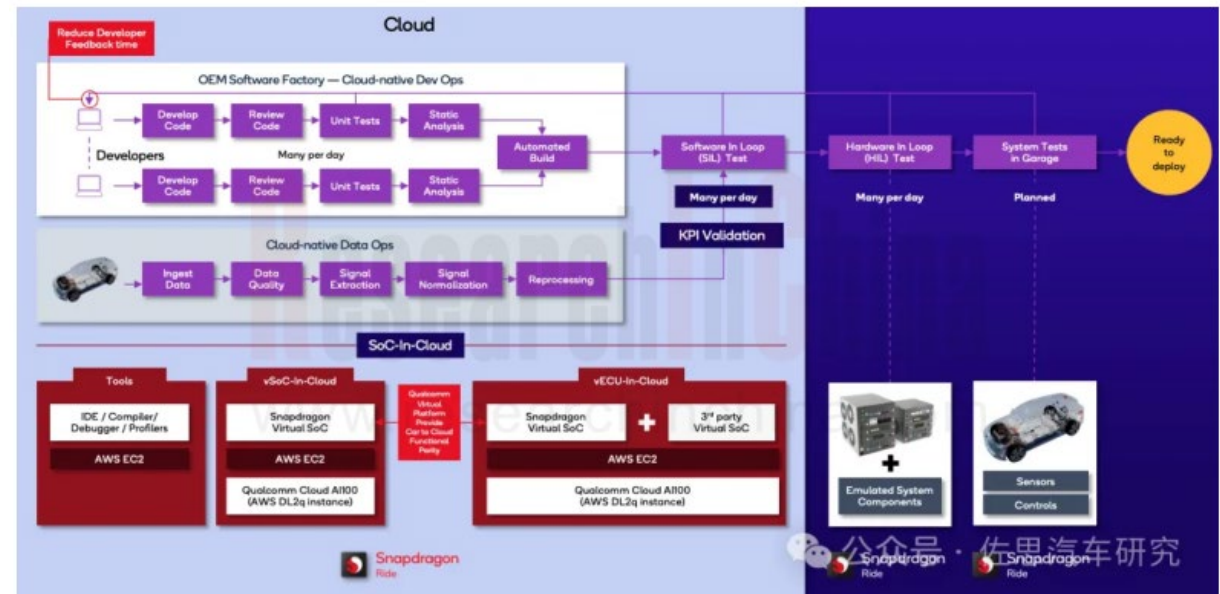 Cloud
Reduce Developer
Feedback time
OEM Software Factory — Cloud-native Dev Ops
Develop
Code
Review
Code
Unit Tests
Static
Analysis
Developers
Many per day
Automated
Build
Develop
Code
Review
Code
Unit Tests
Static
Analysis
Software In Loop
(SIL) Test
Many per day
KPI Validation
Hardware In Loop
(HIL) Test
Many per day
System Tests
in Garage
Planned
Ready
to
deploy
Cloud-native Data Ops
Ingest
Data
Data
Quality
Signal
Extraction
Signal
Normalization
Reprocessing
ResearchInChina
www.researchinchina.com
SoC-In-Cloud
Tools
IDE / Compiler/
Debugger / Profilers
AWS EC2
vSoC-In-Cloud
Snapdragon
Virtual SoC
AWS EC2
Qualcomm Cloud AI100
(AWS DL2q instance)
Qualcomm
Virtual
Platform
Provide
Car to Cloud
Functional
Parity
vECU-In-Cloud
Snapdragon
Virtual SoC
+
3rd party
Virtual SoC
AWS EC2
Qualcomm Cloud AI100
(AWS DL2q instance)
+
Emulated System
Components
Sensors
Controls
Snapdragon
Ride
Snapdragon
Ride
Snapdragon
Ride
公众号 · 佐思汽车研究